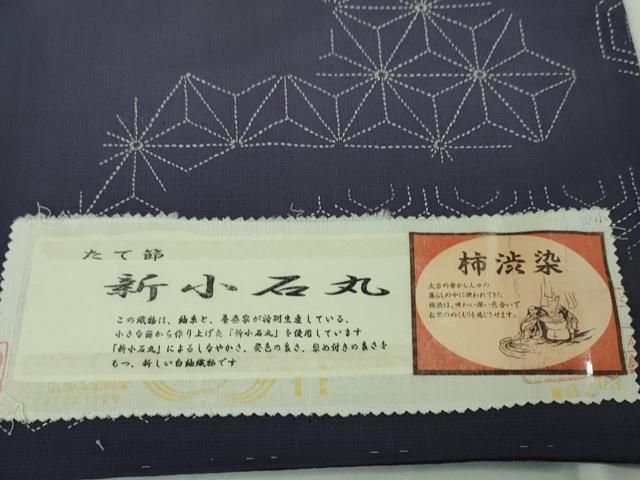 たて節
新小石丸
この織物は、紬糸と、養蚕家が特別生産している、
小さな繭から作り上げた『新小石丸』を使用しています
「新小石丸」によるしなやかさ、発色の良さ、染め付きの良さを
もつ、新しい白紬織物です
柿渋染
太古の昔から人々の
暮らしの中に使われてきた
柿渋は、味わい深い色合いで
自然のぬくもりを感じさせます。